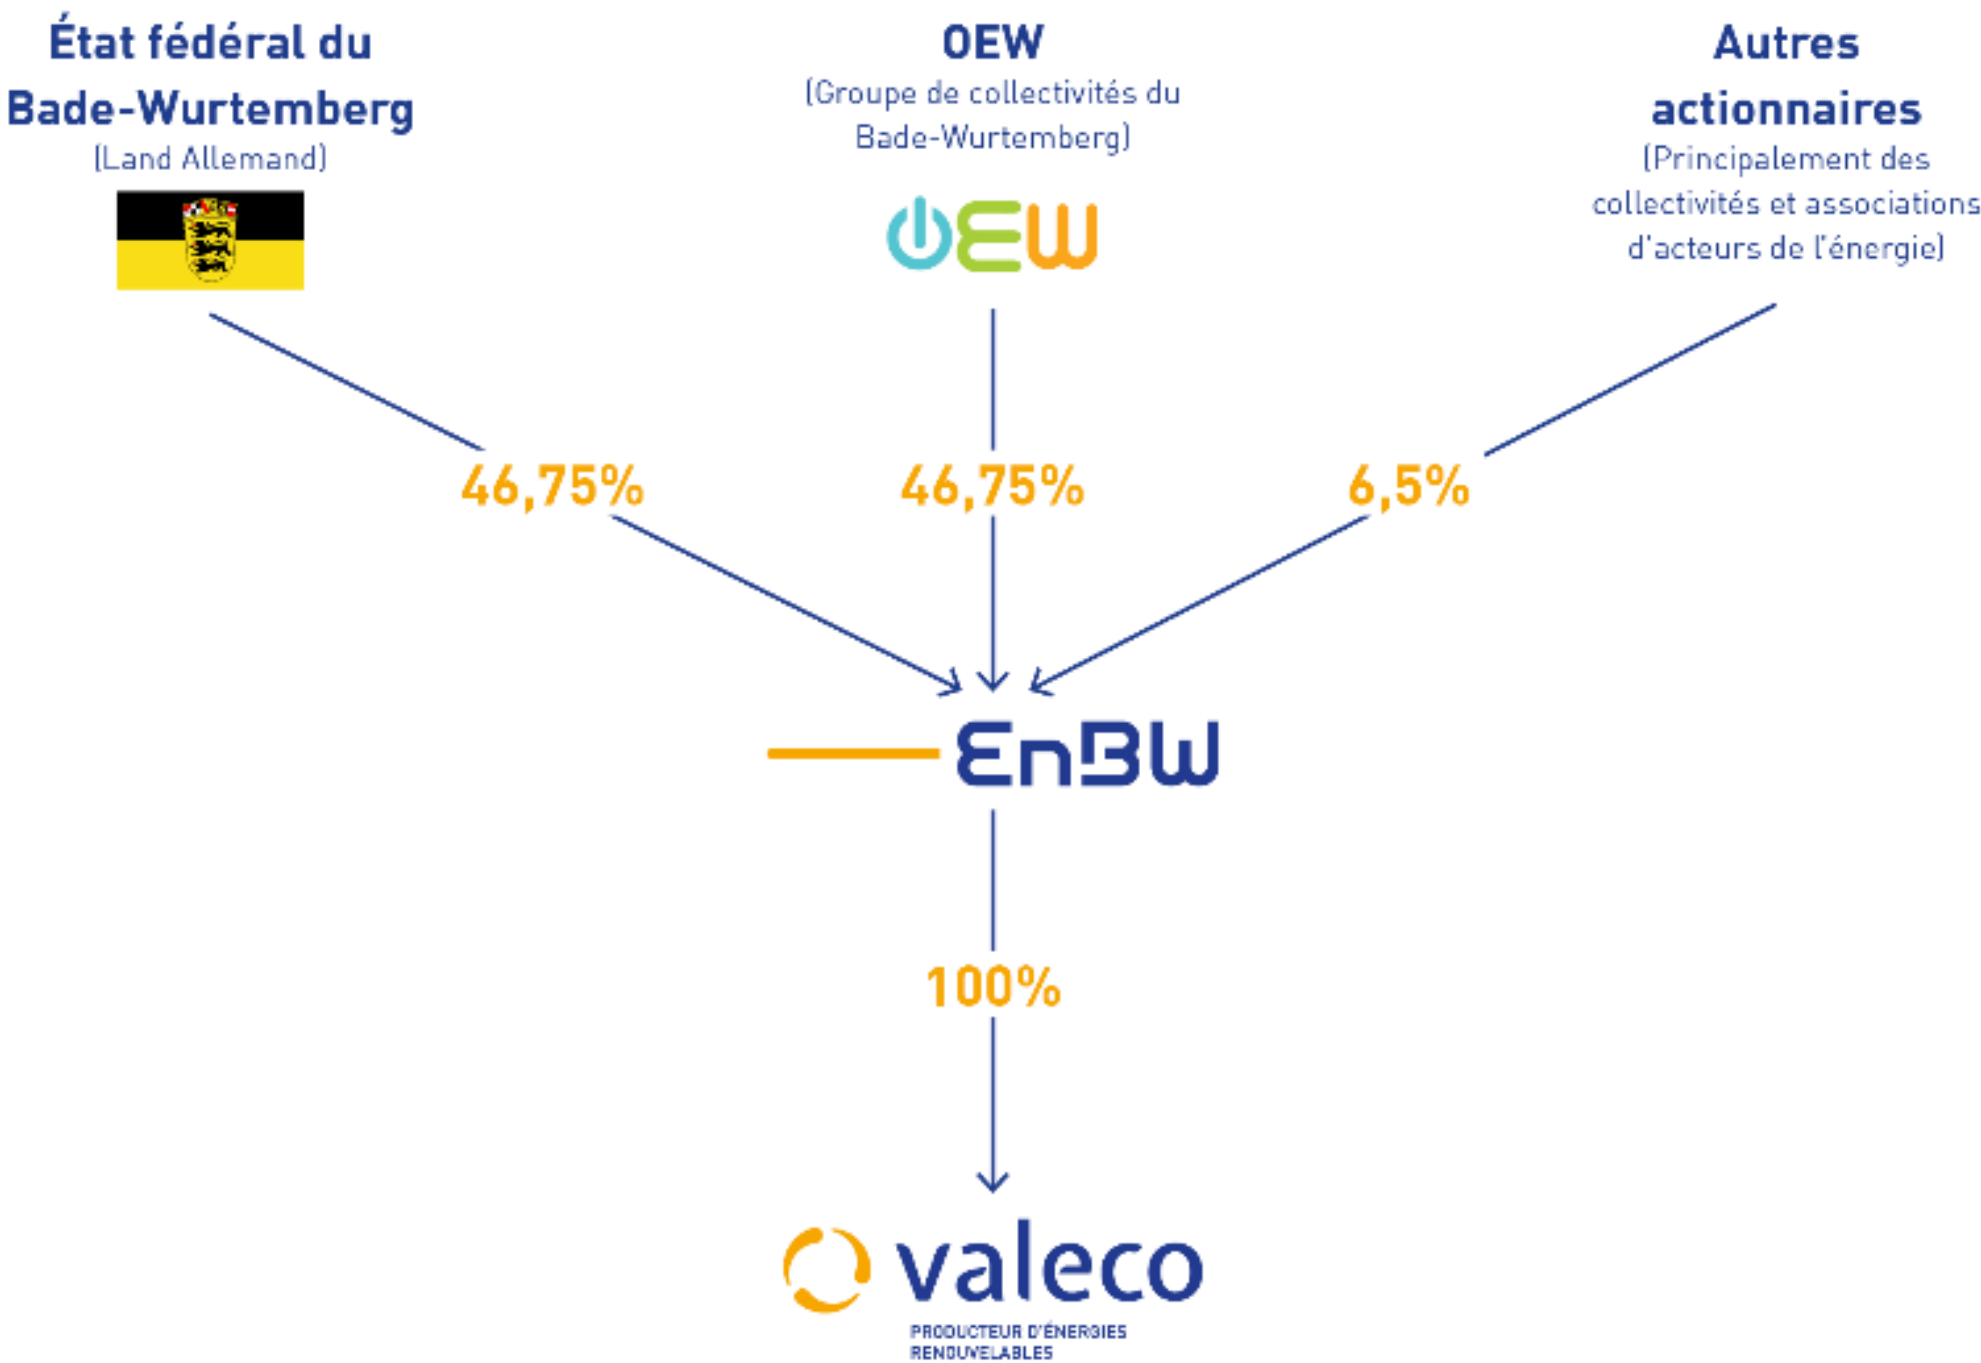 État fédéral du
Bade-Wurtemberg
(Land Allemand)
OEW
(Groupe de collectivités du
Bade-Wurtemberg)
OEW
Autres
actionnaires
(Principalement des
collectivités et associations
d'acteurs de l'énergie)
46,75%
46,75%
6,5%
EnBW
100%
valeco
PRODUCTEUR D'ÉNERGIES
RENOUVELABLES